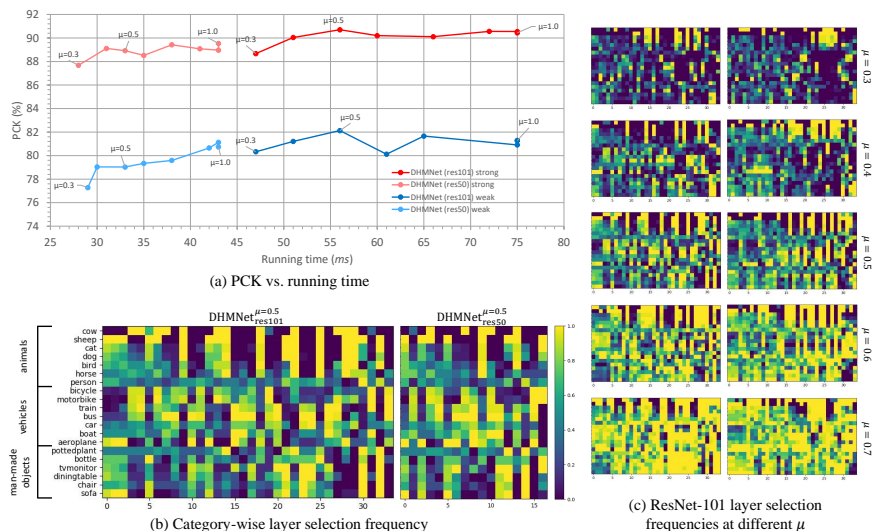 92
90
88
86
84
82
80
78
76
74
PCK (%)
μ=0.3
μ=0.5
μ=1.0
μ=0.3
μ=0.5
μ=1.0
μ=0.3
μ=0.5
μ=1.0
μ=0.3
μ=0.5
μ=1.0
DHMNet (res101) strong
DHMNet (res50) strong
DHMNet (res101) weak
DHMNet (res50) weak
25 30 35 40 45 50 55 60 65 70 75 80
Running time (ms)
(a) PCK vs. running time
DHMNet μ=0.5 res101
DHMNet μ=0.5 res50
animals
vehicles
man-made objects
cow
sheep
cat
dog
bird
horse
person
bicycle
motorbike
train
bus
car
boat
aeroplane
pottedplant
bottle
tvmonitor
diningtable
chair
sofa
0 5 10 15 20 25 30
0 5 10 15
1.0
0.8
0.6
0.4
0.2
0.0
(b) Category-wise layer selection frequency
μ = 0.3
μ = 0.4
μ = 0.5
μ = 0.6
μ = 0.7
(c) ResNet-101 layer selection
frequencies at different μ